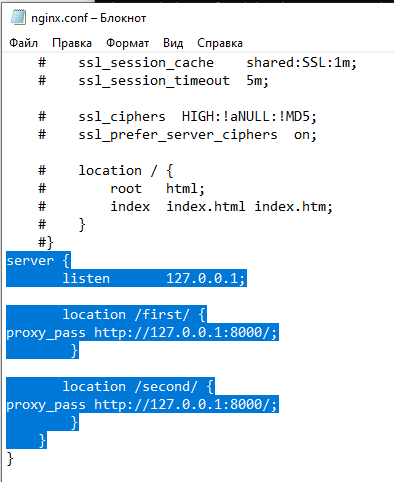 nginx.conf – Блокнот
Файл Правка Формат Вид Справка
    #    ssl_session_cache    shared:SSL:1m;
    #    ssl_session_timeout  5m;

    #    ssl_ciphers  HIGH:!aNULL:!MD5;
    #    ssl_prefer_server_ciphers  on;

    #    location / {
    #        root   html;
    #        index  index.html index.htm;
    #    }
    #}
server {
       listen       127.0.0.1;

       location /first/ {
proxy_pass http://127.0.0.1:8000/;
        }

       location /second/ {
proxy_pass http://127.0.0.1:8000/;
        }
    }
}